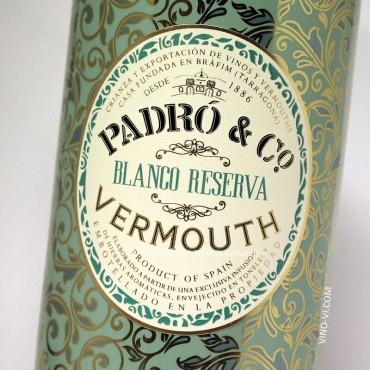 CRIANZA Y EXPORTACIÓN DE VINOS Y VERMOUTHS
CASA FUNDADA EN BRÀFIM (TARRAGONA)
DESDE 1886
PADRÓ & Cº
BLANCO RESERVA
VERMOUTH
PRODUCT OF SPAIN
ELABORADO A PARTIR DE UNA EXCLUSIVA INFUSIÓN
DE HIERBAS AROMÁTICAS, ENVEJECIDO EN TONELES
EMBOTELLADO EN LA PROPIEDAD
VINO-VI.COM